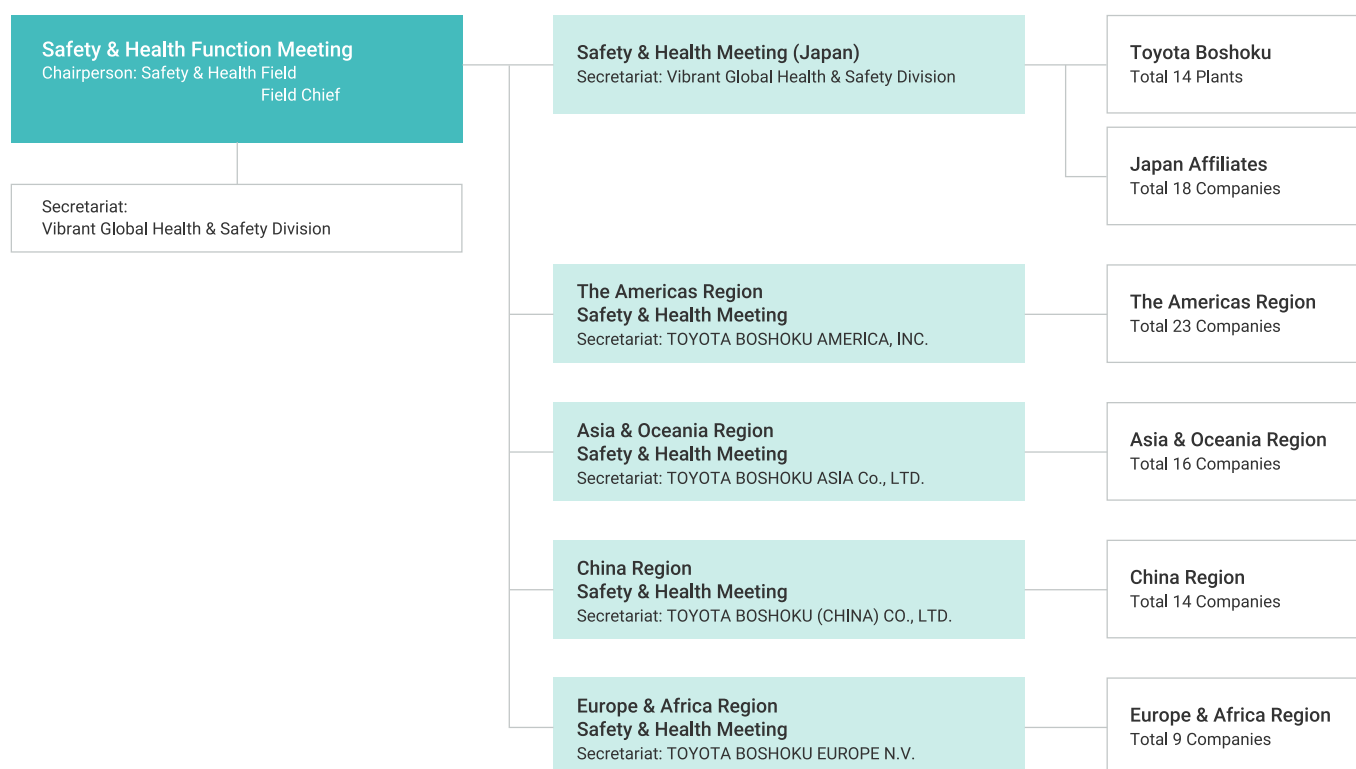 Safety & Health Function Meeting
Chairperson: Safety & Health Field
Field Chief
Secretariat:
Vibrant Global Health & Safety Division
Safety & Health Meeting (Japan)
Secretariat: Vibrant Global Health & Safety Division
Toyota Boshoku
Total 14 Plants
Japan Affiliates
Total 18 Companies
The Americas Region
Safety & Health Meeting
Secretariat: TOYOTA BOSHOKU AMERICA, INC.
The Americas Region
Total 23 Companies
Asia & Oceania Region
Safety & Health Meeting
Secretariat: TOYOTA BOSHOKU ASIA Co., LTD.
Asia & Oceania Region
Total 16 Companies
China Region
Safety & Health Meeting
Secretariat: TOYOTA BOSHOKU (CHINA) CO., LTD.
China Region
Total 14 Companies
Europe & Africa Region
Safety & Health Meeting
Secretariat: TOYOTA BOSHOKU EUROPE N.V.
Europe & Africa Region
Total 9 Companies